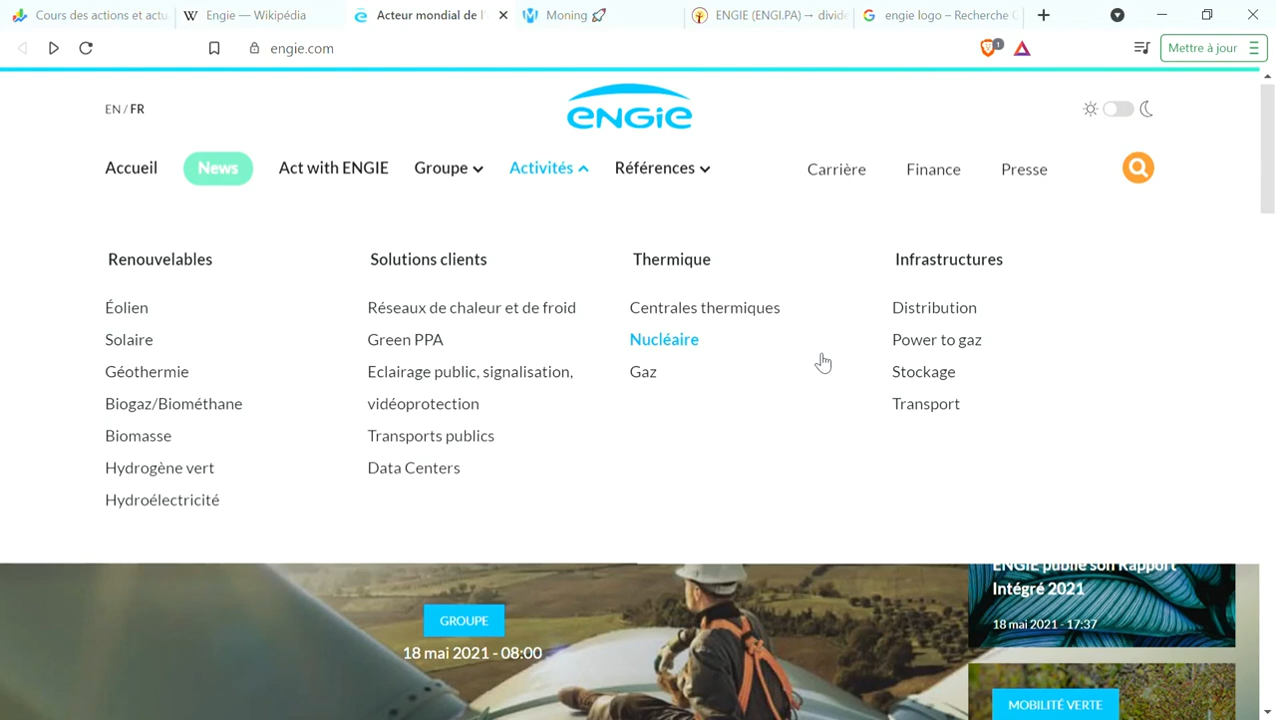 Cours des actions et actu
Engie — Wikipédia
Acteur mondial de l'
Moning
ENGIE (ENGI.PA) → divid
engie logo – Recherche
engie.com
1
Mettre à jour
EN / FR
ENGIE
Accueil
News
Act with ENGIE
Groupe
Activités
Références
Carrière
Finance
Presse
Renouvelables
Éolien
Solaire
Géothermie
Biogaz/Biométhane
Biomasse
Hydrogène vert
Hydroélectricité
Solutions clients
Réseaux de chaleur et de froid
Green PPA
Eclairage public, signalisation,
vidéoprotection
Transports publics
Data Centers
Thermique
Centrales thermiques
Nucléaire
Gaz
Infrastructures
Distribution
Power to gaz
Stockage
Transport
GROUPE
18 mai 2021 - 08:00
ENGIE publie son Rapport
Intégré 2021
18 mai 2021 - 17:37
MOBILITÉ VERTE